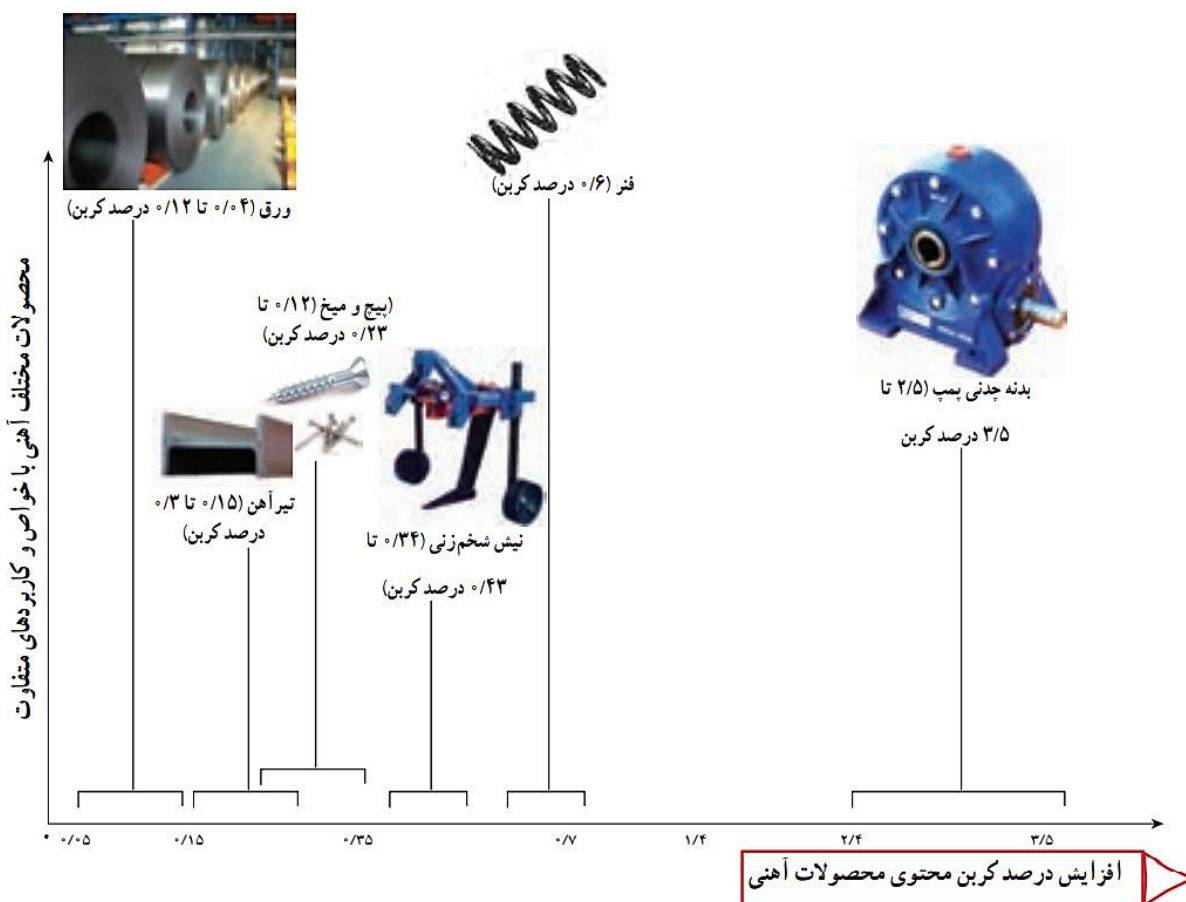 فنر (۰/۶ درصد کربن)
ورق (۰/۰۴ تا ۰/۱۲ درصد کربن)
محصولات مختلف آهنی با خواص و کاربردهای متفاوت
(پیچ و میخ (۰/۱۲ تا
۰/۲۳ درصد کربن)
بدنه چدنی پمپ (۲/۵ تا
۳/۵ درصد کربن
تیرآهن (۰/۱۵ تا ۰/۳
درصد کربن)
نیش شخم‌زنی (۰/۳۴ تا
۰/۴۳ درصد کربن)
۰ ۰/۰۵ ۰/۱۵ ۰/۳۵ ۰/۷ ۱/۴ ۲/۴ ۳/۵
افزایش درصد کربن محتوی محصولات آهنی